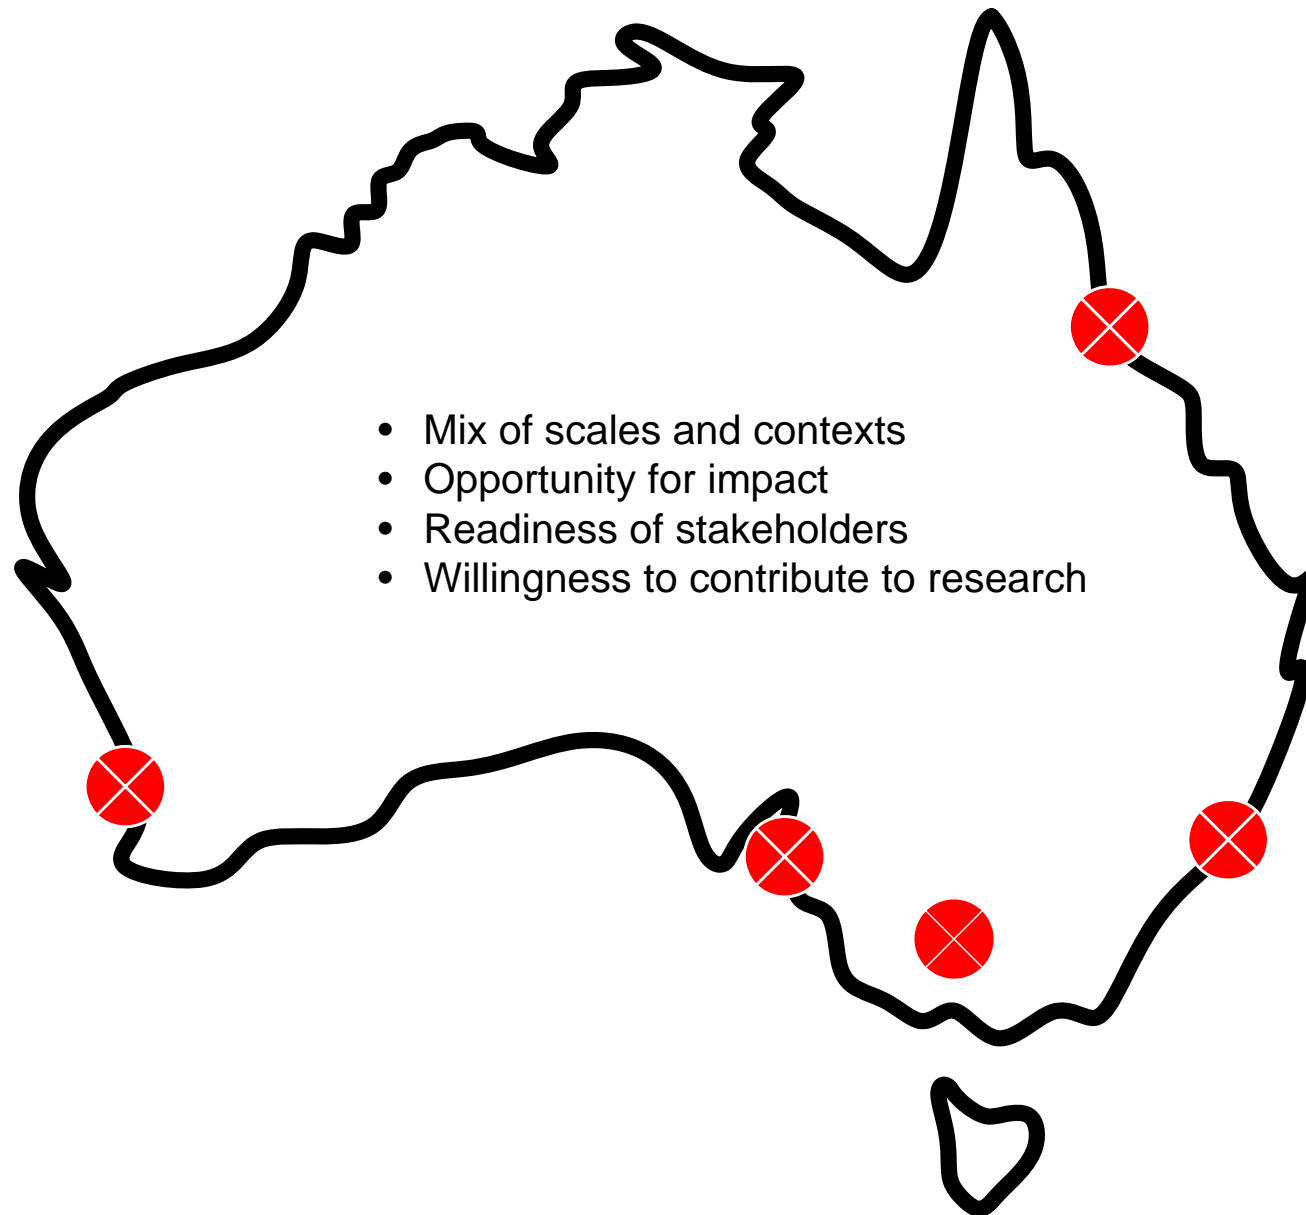 • Mix of scales and contexts
• Opportunity for impact
• Readiness of stakeholders
• Willingness to contribute to research